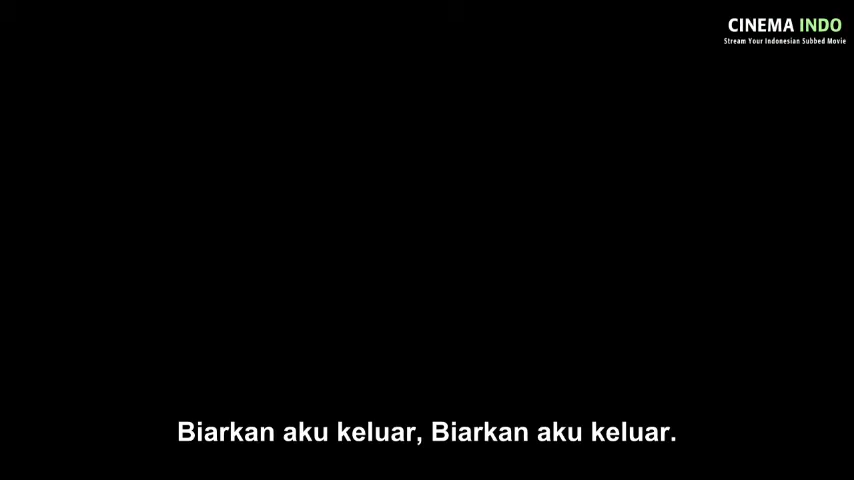 CINEMA INDO
Stream Your Indonesian Subbed Movie
Biarkan aku keluar, Biarkan aku keluar.